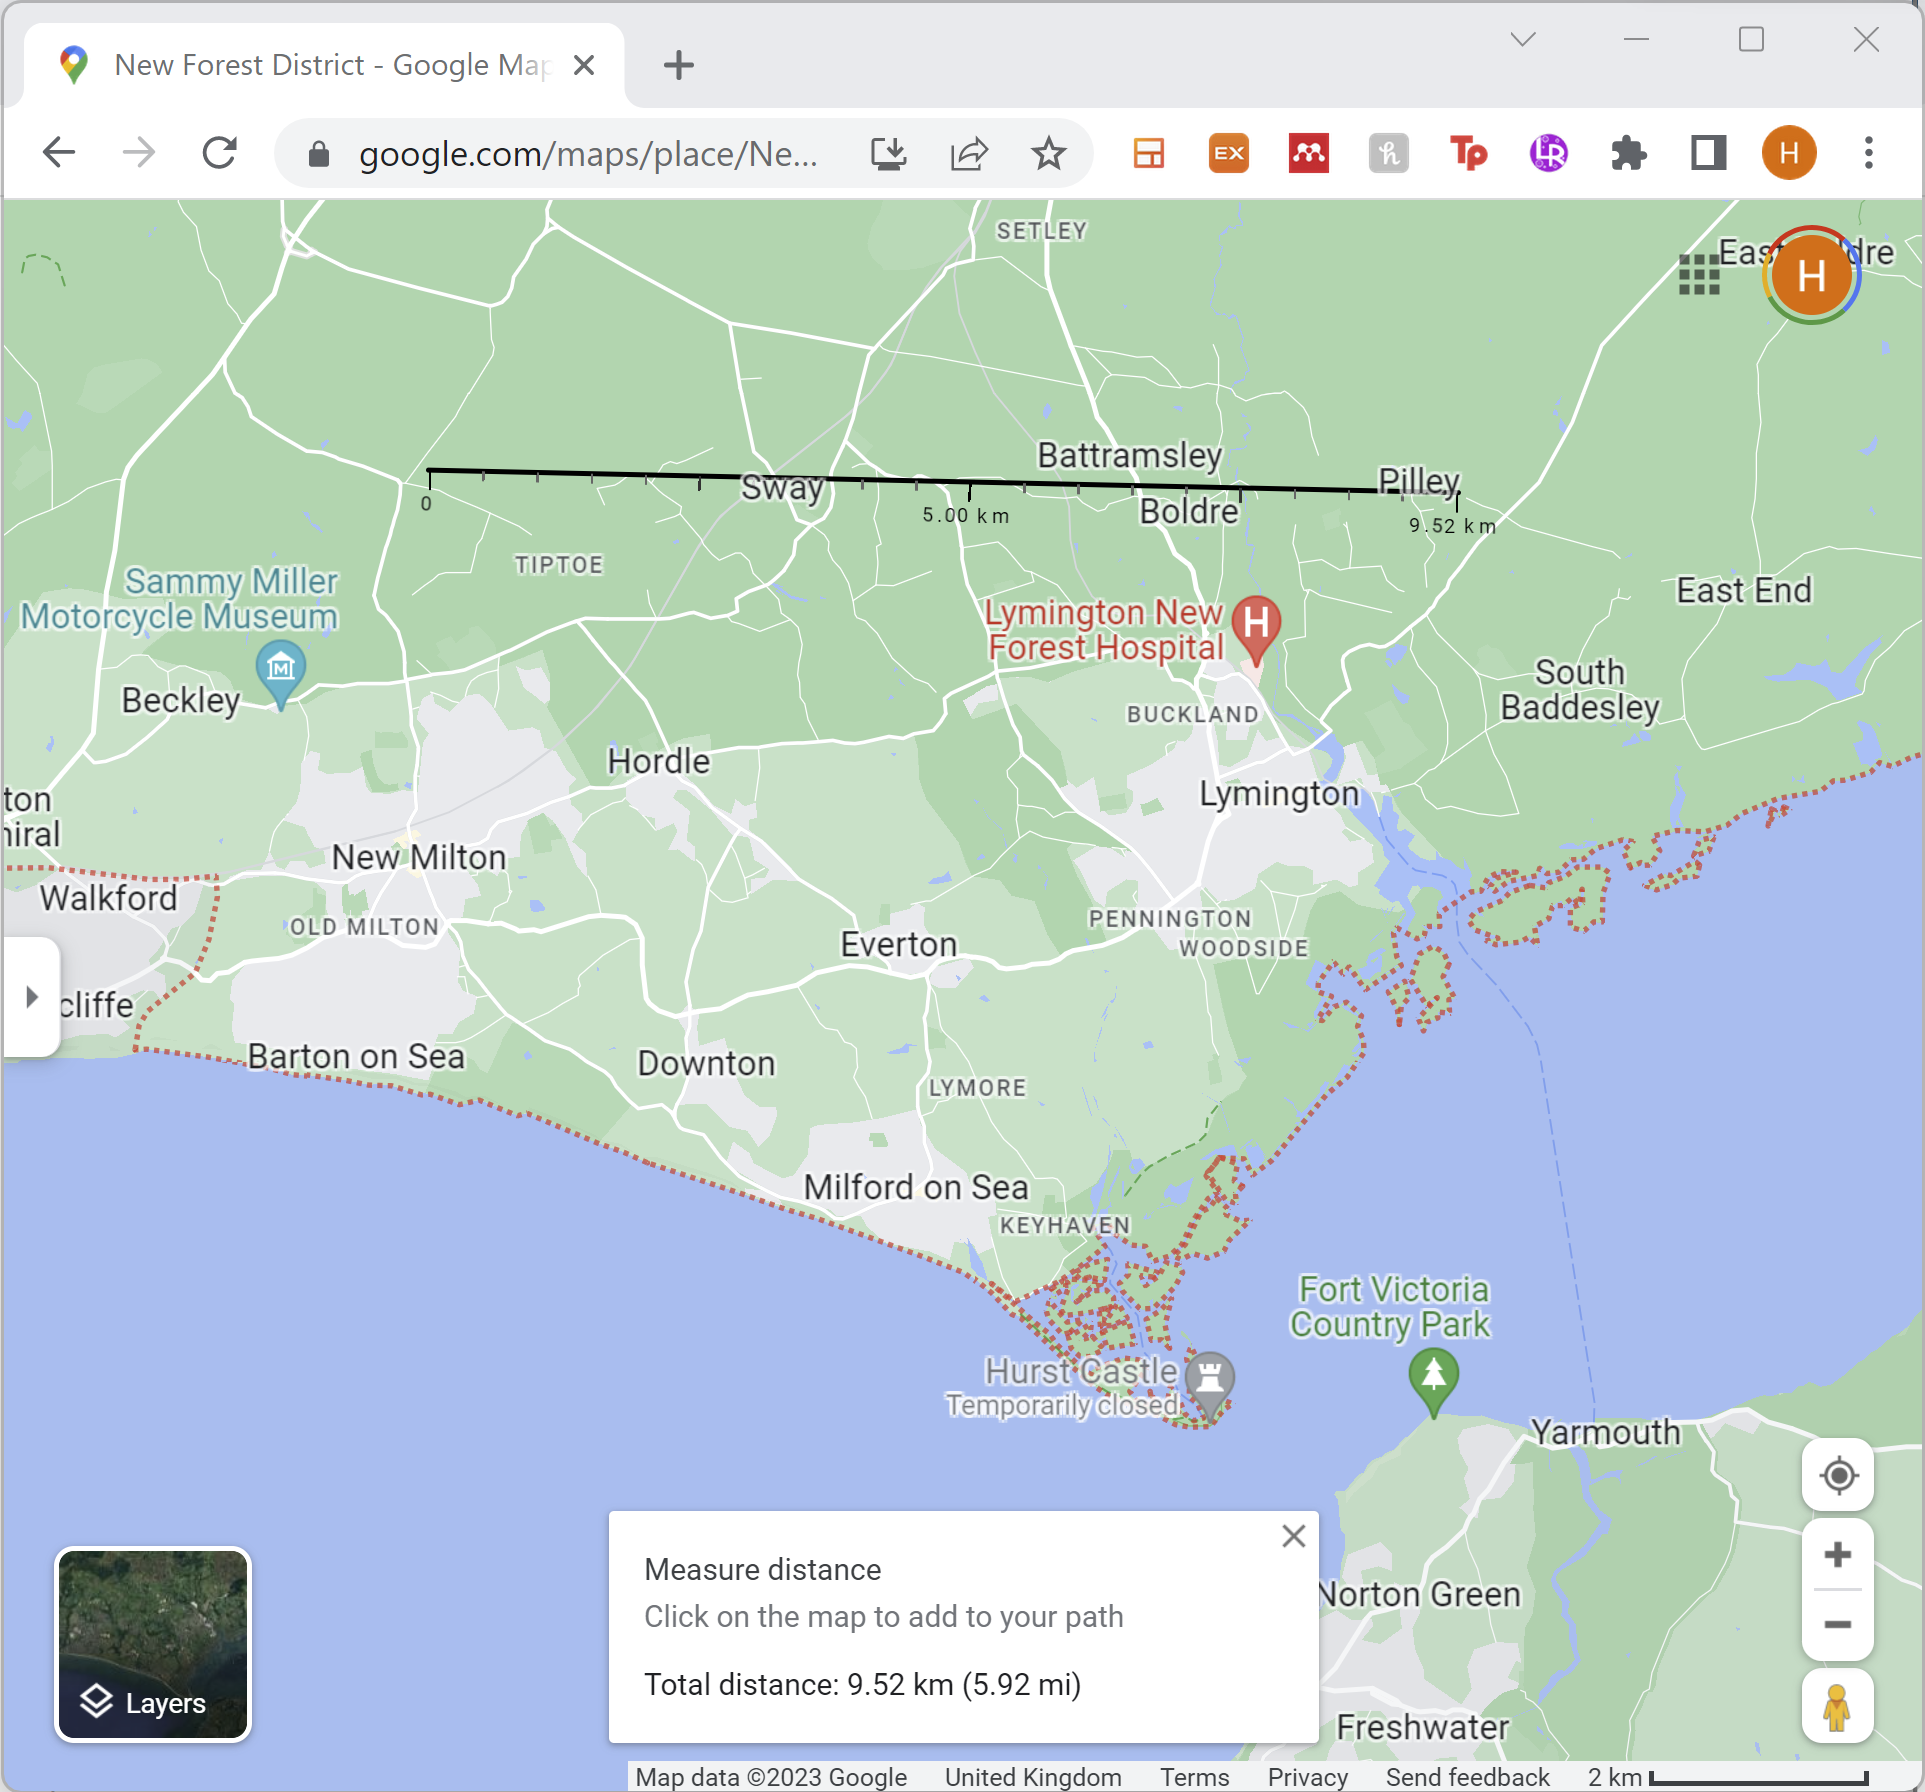 New Forest District - Google Map
google.com/maps/place/Ne...
EX
h
Tp
LR
H
SETLEY
East
dre
H
Battramsley
Pilley
Sway
0
5.00 km
Boldre
9.52 km
TIPTOE
Sammy Miller
Motorcycle Museum
M
Lymington New
Forest Hospital
H
East End
Beckley
South
Baddesley
BUCKLAND
Hordle
Lymington
ton
niral
New Milton
Walkford
OLD MILTON
PENNINGTON
WOODSIDE
Everton
cliffe
Barton on Sea
Downton
LYMORE
Milford on Sea
KEYHAVEN
Fort Victoria
Country Park
Hurst Castle
Temporarily closed
Yarmouth
Measure distance
Click on the map to add to your path
Total distance: 9.52 km (5.92 mi)
Norton Green
Layers
Freshwater
Map data ©2023 Google United Kingdom Terms Privacy Send feedback 2 km